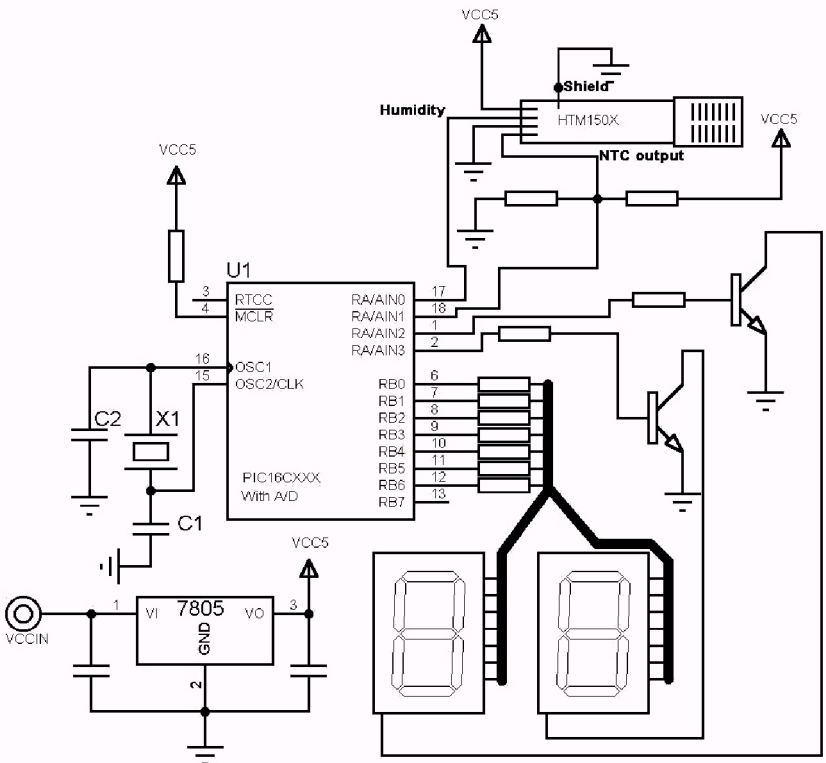 VCC5
Shield
Humidity
HTM150X
VCC5
NTC output
VCC5
U1
3 RTCC RA/AIN0 17
4 MCLR RA/AIN1 18
RA/AIN2 1
RA/AIN3 2
16 OSC1
15 OSC2/CLK
RB0 6
RB1 7
RB2 8
RB3 9
RB4 10
RB5 11
RB6 12
RB7 13
C2 X1
PIC16CXXX
With A/D
C1
VCC5
1 VI 7805 VO 3
GND
2
VCCIN